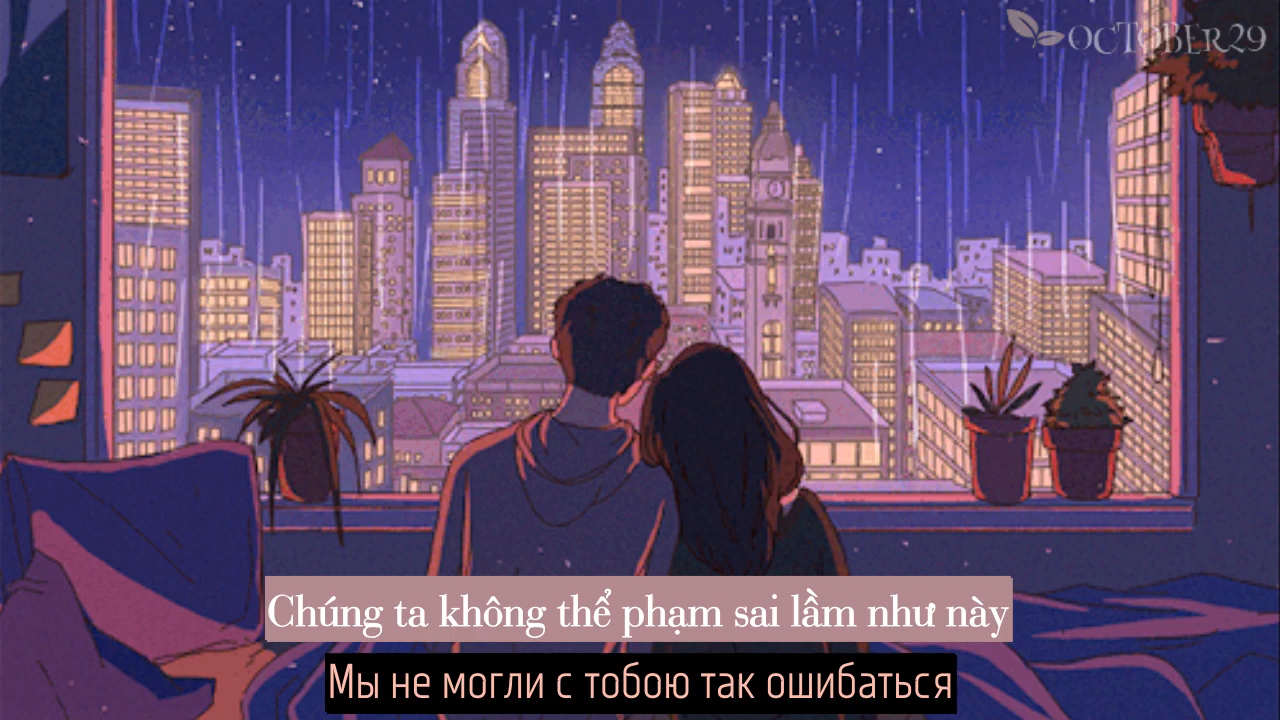 OCTOBER29
Chúng ta không thể phạm sai lầm như này
Мы не могли с тобою так ошибаться